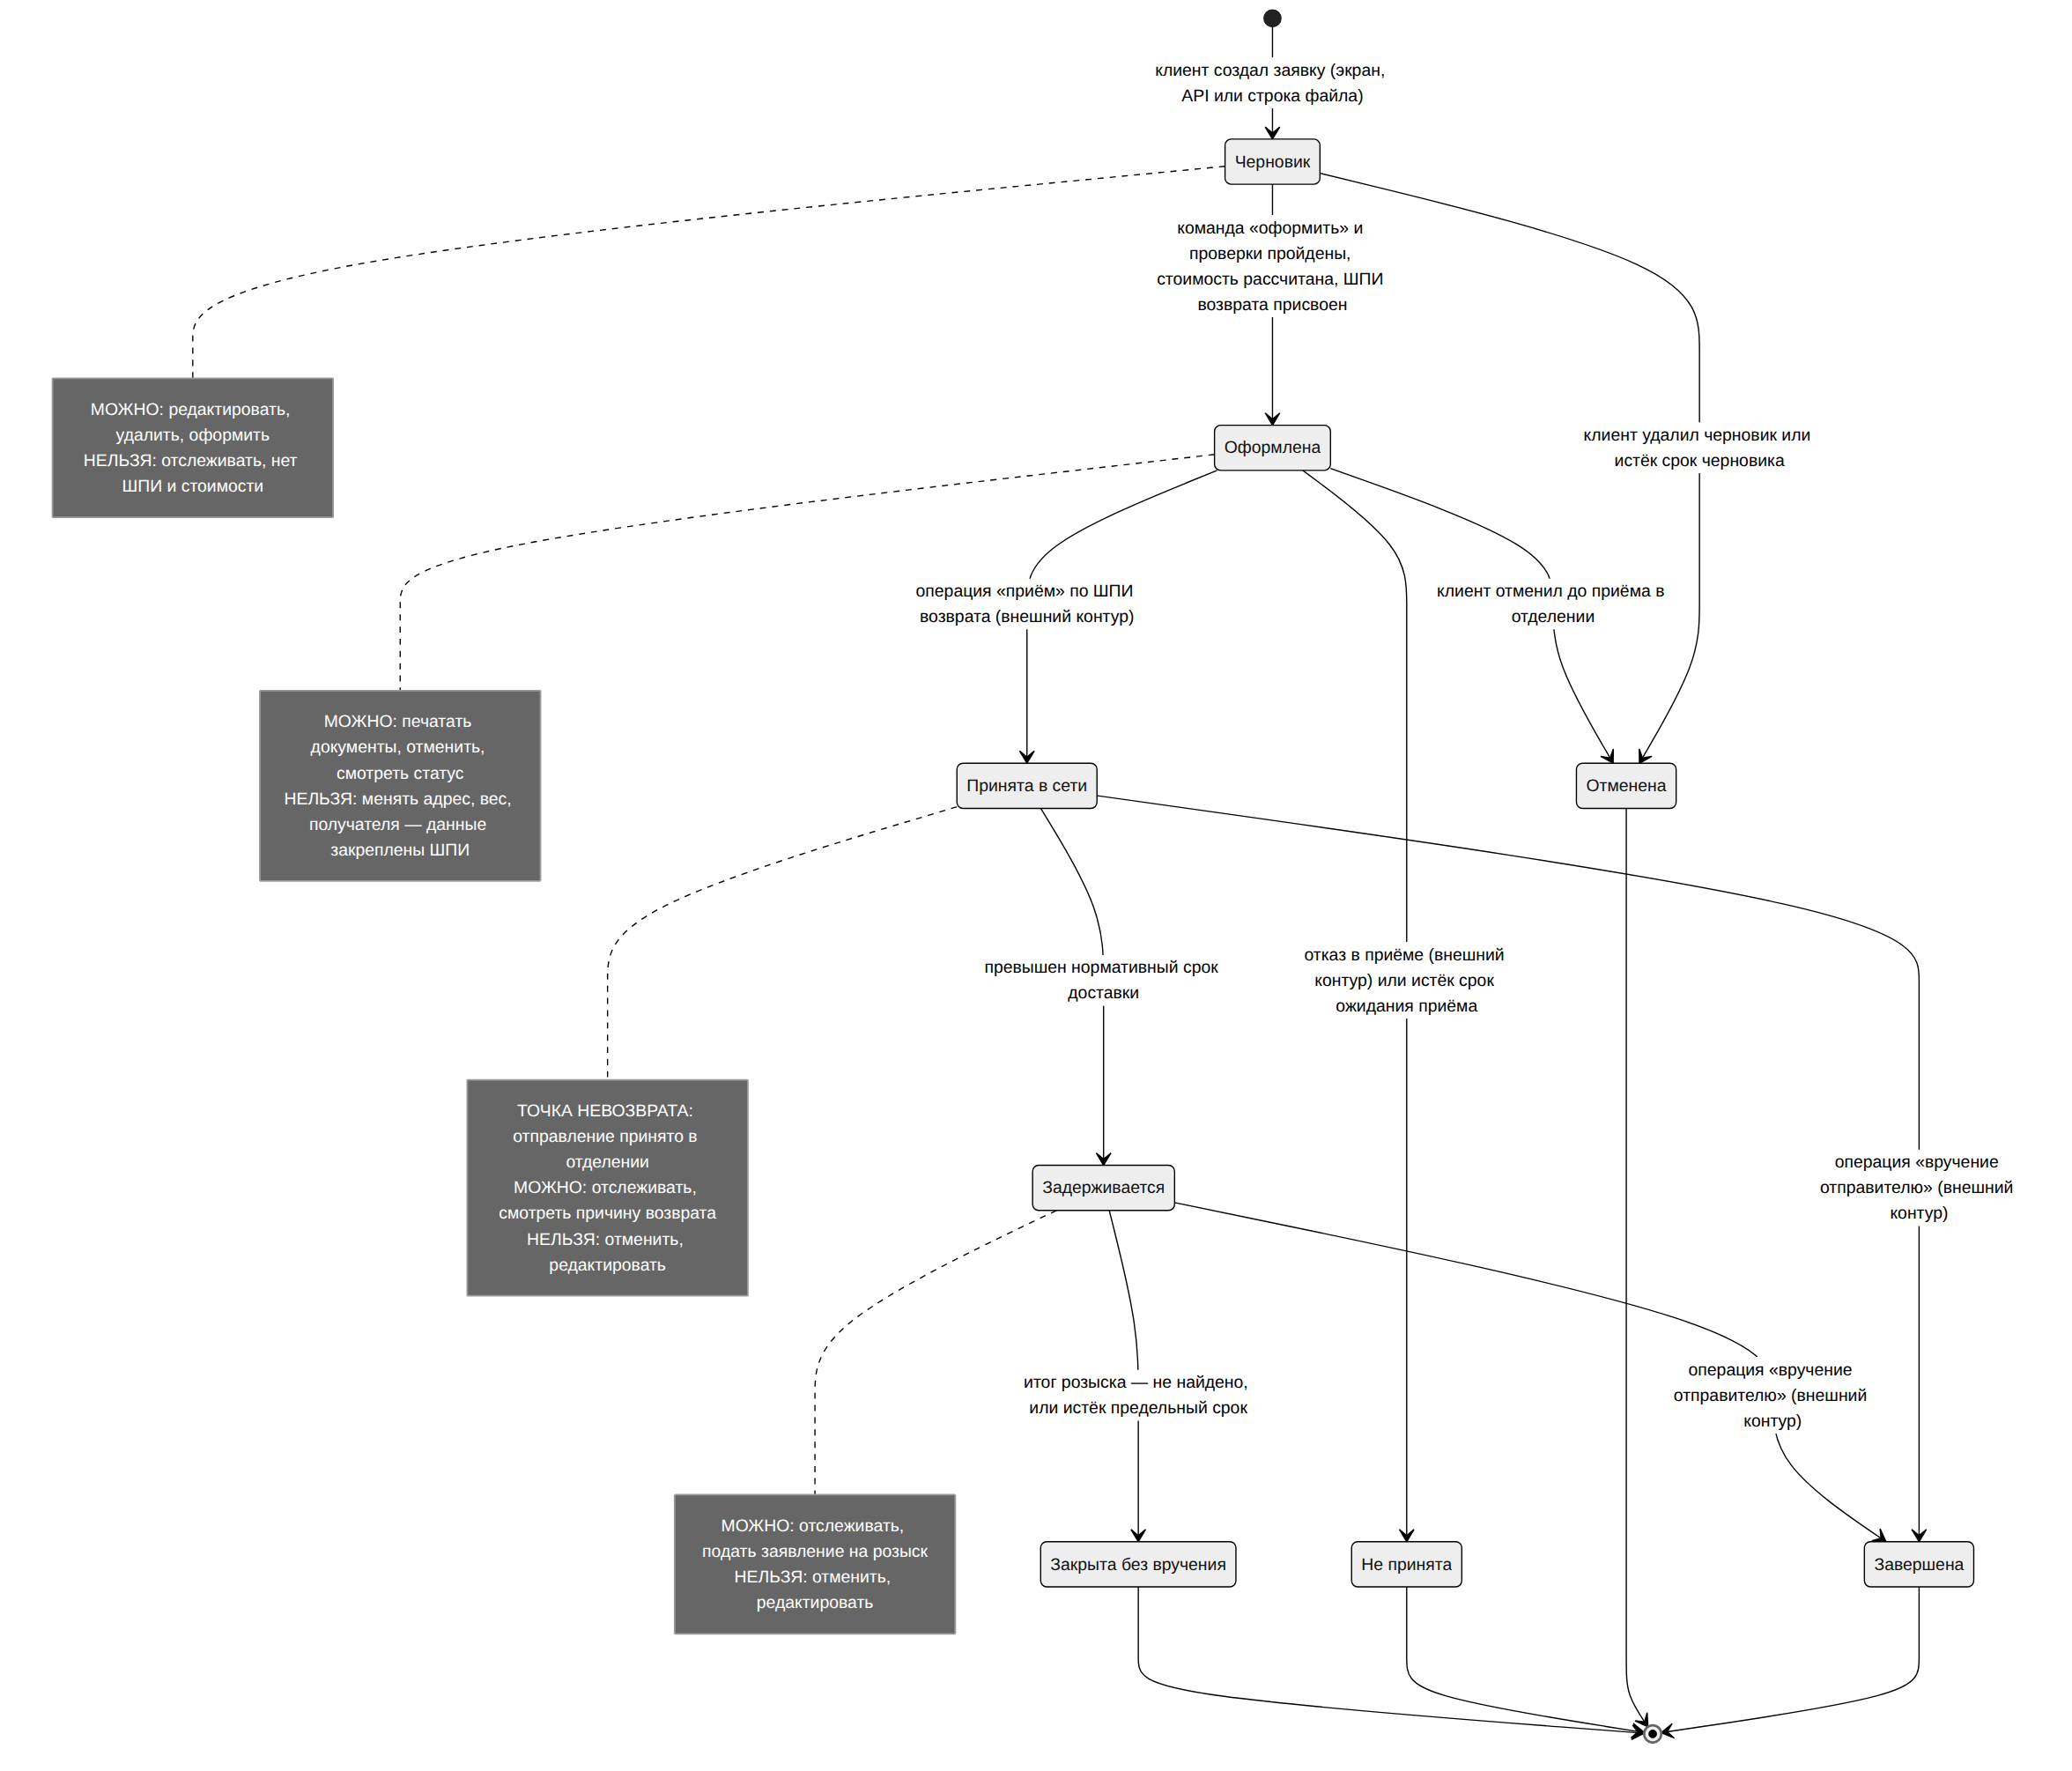 клиент создал заявку (экран,
API или строка файла)
Черновик
команда «оформить» и
проверки пройдены,
стоимость рассчитана, ШПИ
возврата присвоен
МОЖНО: редактировать,
удалить, оформить
НЕЛЬЗЯ: отслеживать, нет
ШПИ и стоимости
Оформлена
клиент удалил черновик или
истёк срок черновика
операция «приём» по ШПИ
возврата (внешний контур)
клиент отменил до приёма в
отделении
МОЖНО: печатать
документы, отменить,
смотреть статус
НЕЛЬЗЯ: менять адрес, вес,
получателя — данные
закреплены ШПИ
Принята в сети
Отменена
превышен нормативный срок
доставки
отказ в приёме (внешний
контур) или истёк срок
ожидания приёма
ТОЧКА НЕВОЗВРАТА:
отправление принято в
отделении
МОЖНО: отслеживать,
смотреть причину возврата
НЕЛЬЗЯ: отменить,
редактировать
Задерживается
операция «вручение
отправителю» (внешний
контур)
итог розыска — не найдено,
или истёк предельный срок
операция «вручение
отправителю» (внешний
контур)
МОЖНО: отслеживать,
подать заявление на розыск
НЕЛЬЗЯ: отменить,
редактировать
Закрыта без вручения
Не принята
Завершена